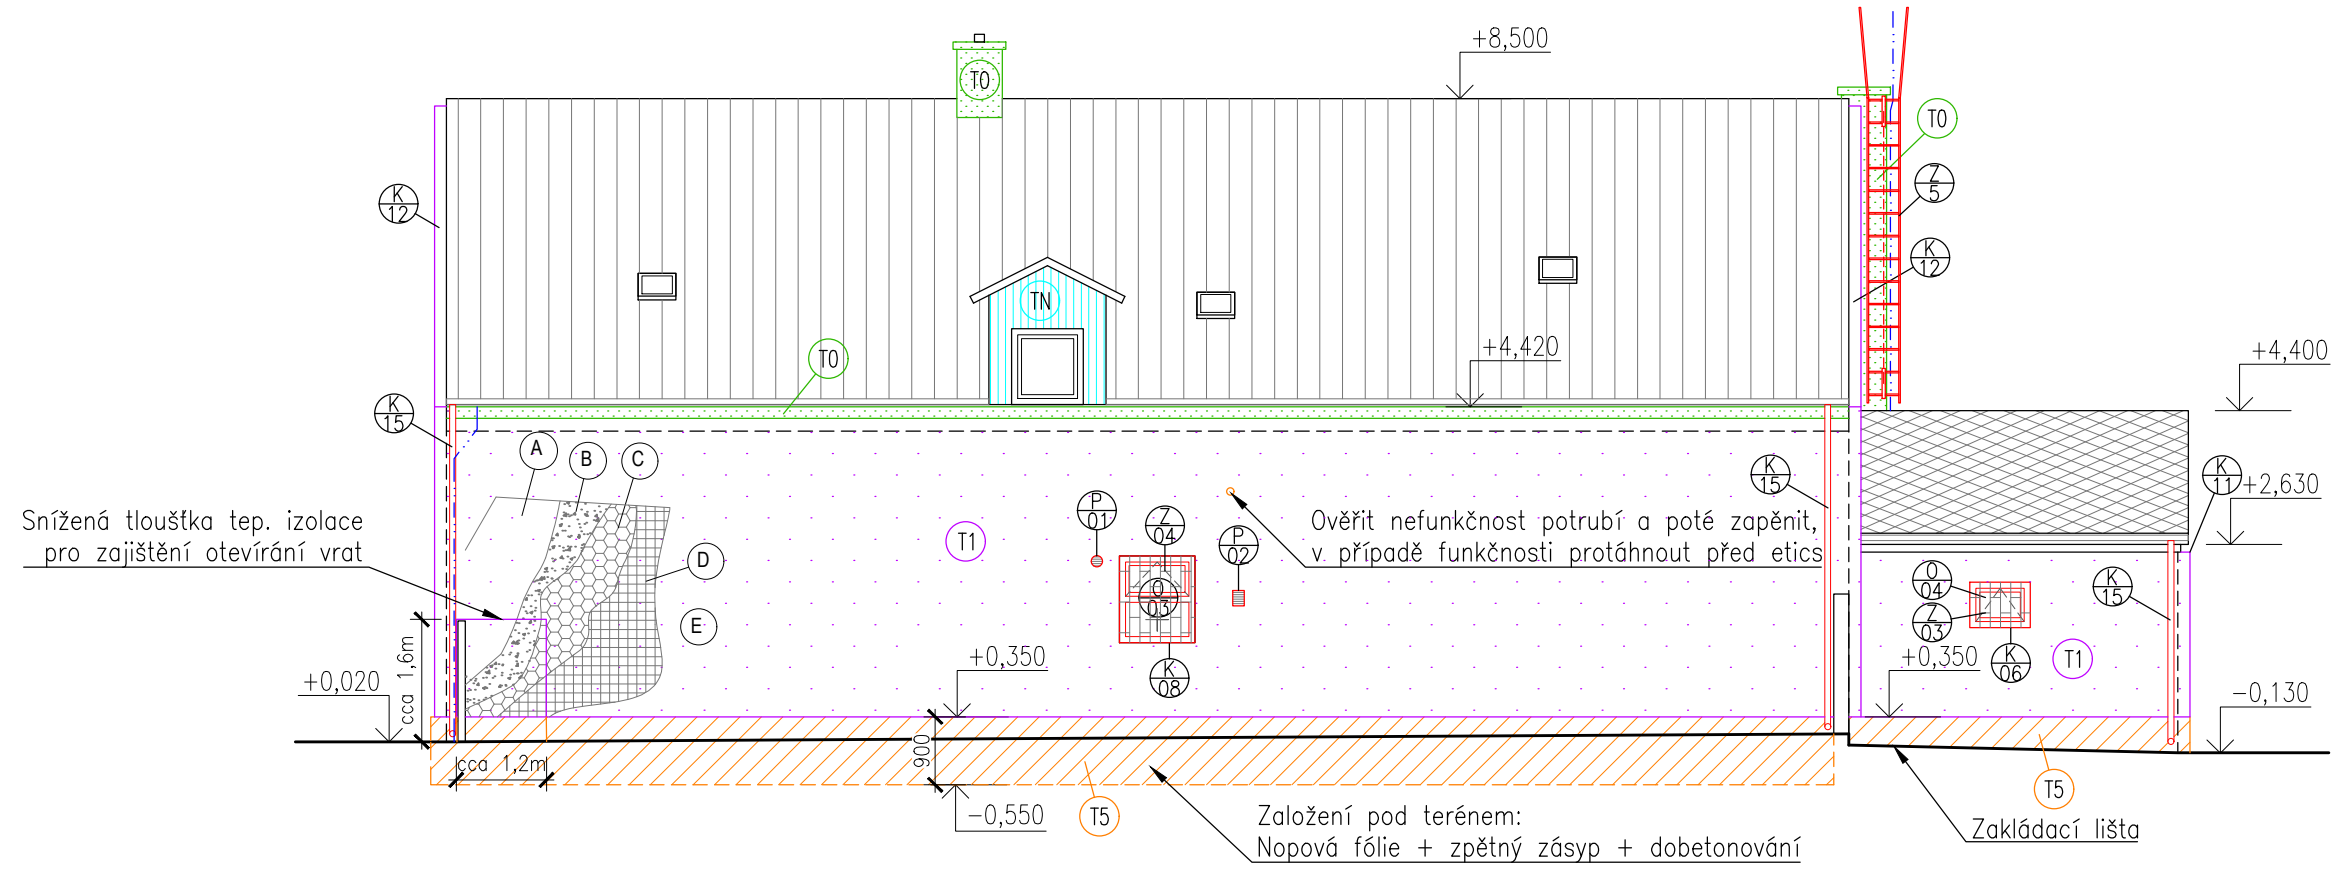 +8,500
T0
T0
K
12
Z
5
K
12
TN
+4,420
+4,400
T0
K
15
A
B
C
K
15
K
11
+2,630
Snížená tloušťka tep. izolace
pro zajištění otevírání vrat
P
01
Z
04
Ověřit nefunkčnost potrubí a poté zapěnit,
v případě funkčnosti protáhnout před etics
T1
P
02
D
O
03
O
04
Z
03
K
15
E
cca 1,6m
+0,020
+0,350
K
08
+0,350
K
06
T1
-0,130
900
cca 1,2m
T5
T5
-0,550
Založení pod terénem:
Nopová fólie + zpětný zásyp + dobetonování
Zakládací lišta